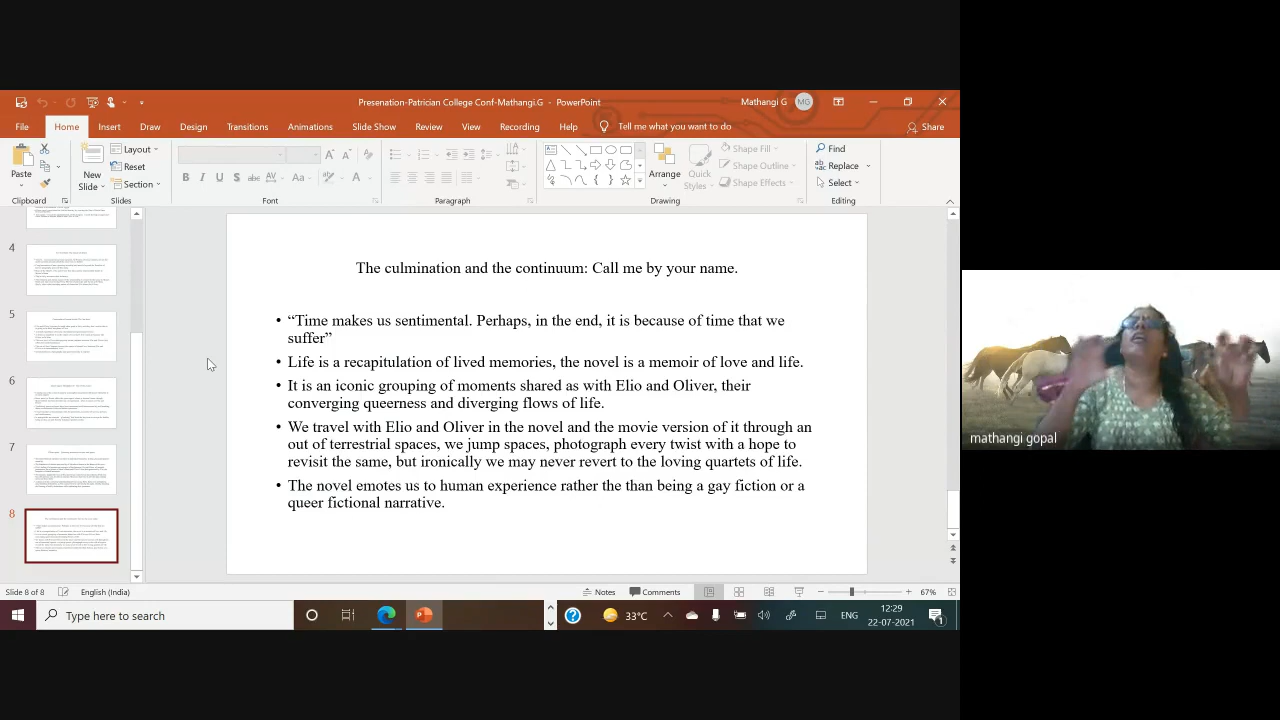 Presenation-Patrician College Conf-Mathangi.G - PowerPoint
Mathangi G
MG
File Home Insert Draw Design Transitions Animations Slide Show Review View Recording Help Tell me what you want to do
Share
Paste
Clipboard
New Slide
Layout
Reset
Section
Slides
Font
Paragraph
Arrange
Quick Styles
Shape Fill
Shape Outline
Shape Effects
Drawing
Find
Replace
Select
Editing
4
5
6
7
8
The culmination and the continuum: Call me by your name.
• “Time makes us sentimental. Perhaps, in the end, it is because of time that we
suffer
• Life is a recapitulation of lived memories, the novel is a memoir of love and life.
• It is an iconic grouping of moments shared as with Elio and Oliver, their
converging queerness and diverging flows of life.
• We travel with Elio and Oliver in the novel and the movie version of it through an
out of terrestrial spaces, we jump spaces, photograph every twist with a hope to
revisit the same, but ironically we may never revert to the loving quarters of life.
• The novel emotes us to human experience rather the than being a gay fiction or a
queer fictional narrative.
mathangi gopal
Slide 8 of 8 English (India)
Notes Comments 67%
Type here to search
33°C
ENG
12:29
22-07-2021